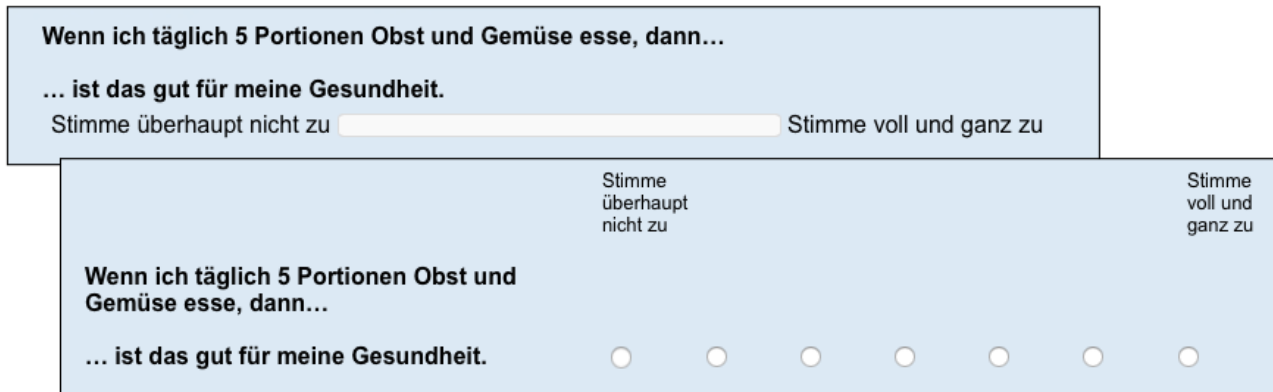 Wenn ich täglich 5 Portionen Obst und Gemüse esse, dann…
… ist das gut für meine Gesundheit.
Stimme überhaupt nicht zu Stimme voll und ganz zu
Stimme
überhaupt
nicht zu
Stimme
voll und
ganz zu
Wenn ich täglich 5 Portionen Obst und
Gemüse esse, dann…
… ist das gut für meine Gesundheit.